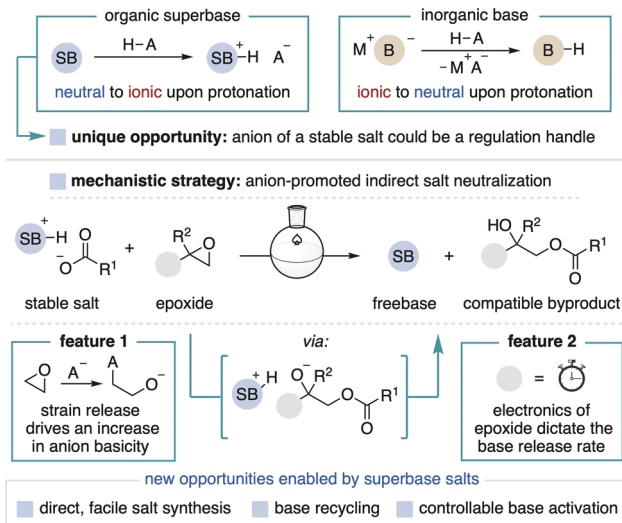 organic superbase
inorganic base
SB
H–A
SB
+
–H
A
–
M
+
B
–
H–A
– M
+
A
–
B
–H
neutral to ionic upon protonation
ionic to neutral upon protonation
unique opportunity: anion of a stable salt could be a regulation handle
mechanistic strategy: anion-promoted indirect salt neutralization
SB
+
–H
O
–
O
R1
+
R2
O
SB
+
HO
R2
O
R1
O
stable salt
epoxide
freebase
compatible byproduct
feature 1
via:
feature 2
O
A–
A
O–
SB
+
H
O–
R2
O
R1
O
=
strain release
drives an increase
in anion basicity
electronics of
epoxide dictate the
base release rate
new opportunities enabled by superbase salts
direct, facile salt synthesis
base recycling
controllable base activation